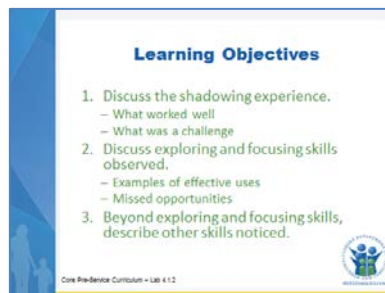 Learning Objectives
1. Discuss the shadowing experience.
– What worked well
– What was a challenge
2. Discuss exploring and focusing skills
observed.
– Examples of effective uses
– Missed opportunities
3. Beyond exploring and focusing skills,
describe other skills noticed.
Core Pre-Service Curriculum – Lab 4.1.2